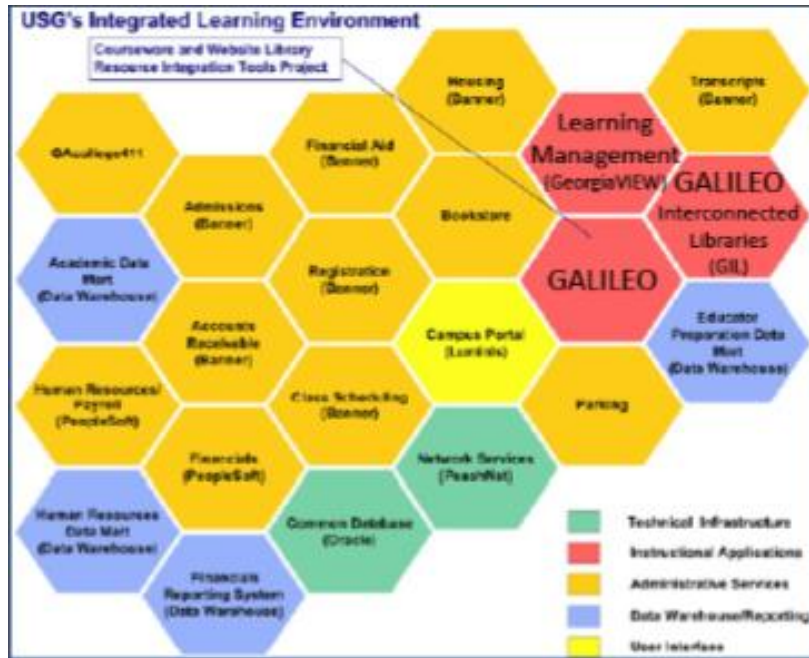 USG's Integrated Learning Environment
Courseware and Website Library
Resource Integration Tools Project
Housing
(Banner)
Transcripts
(Banner)
Learning
Management
(GeorgiaVIEW)
GALILEO
Interconnected
Libraries
(GIL)
GAcollege411
Financial Aid
(Banner)
Admissions
(Banner)
Bookstore
GALILEO
Academic Data
Mart
(Data Warehouse)
Registration
(Banner)
Accounts
Receivable
(Banner)
Campus Portal
(Luminis)
Educator
Preparation Data
Mart
(Data Warehouse)
Human Resources/
Payroll
(PeopleSoft)
Class Scheduling
(Banner)
Parking
Financials
(PeopleSoft)
Network Services
(PeachNet)
Human Resources
Data Mart
(Data Warehouse)
Common Database
(Oracle)
Financials
Reporting System
(Data Warehouse)
Technical Infrastructure
Instructional Applications
Administrative Services
Data Warehouse/Reporting
User Interface